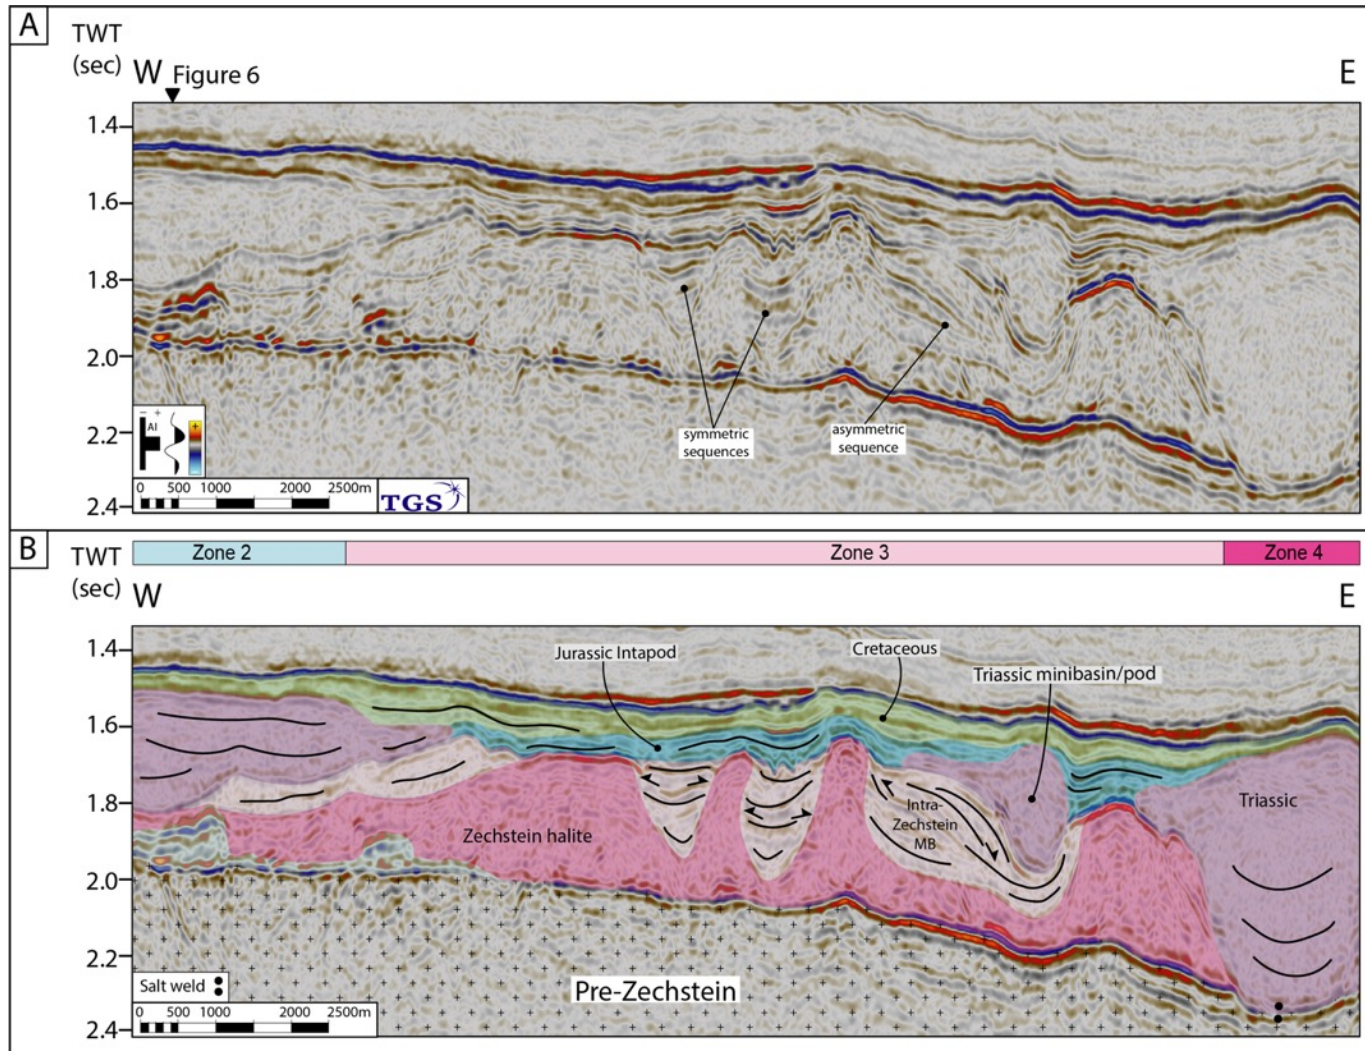 A
TWT
(sec)
W
Figure 6
E
1.4
1.6
1.8
2.0
2.2
2.4
symmetric
sequences
asymmetric
sequence
- +
AI
+
-
0 500 1000 2000 2500m
TGS
B
TWT
(sec)
Zone 2
Zone 3
Zone 4
W
E
1.4
1.6
1.8
2.0
2.2
2.4
Jurassic Intapod
Cretaceous
Triassic minibasin/pod
Zechstein halite
Intra-
Zechstein
MB
Triassic
Salt weld
Pre-Zechstein
0 500 1000 2000 2500m